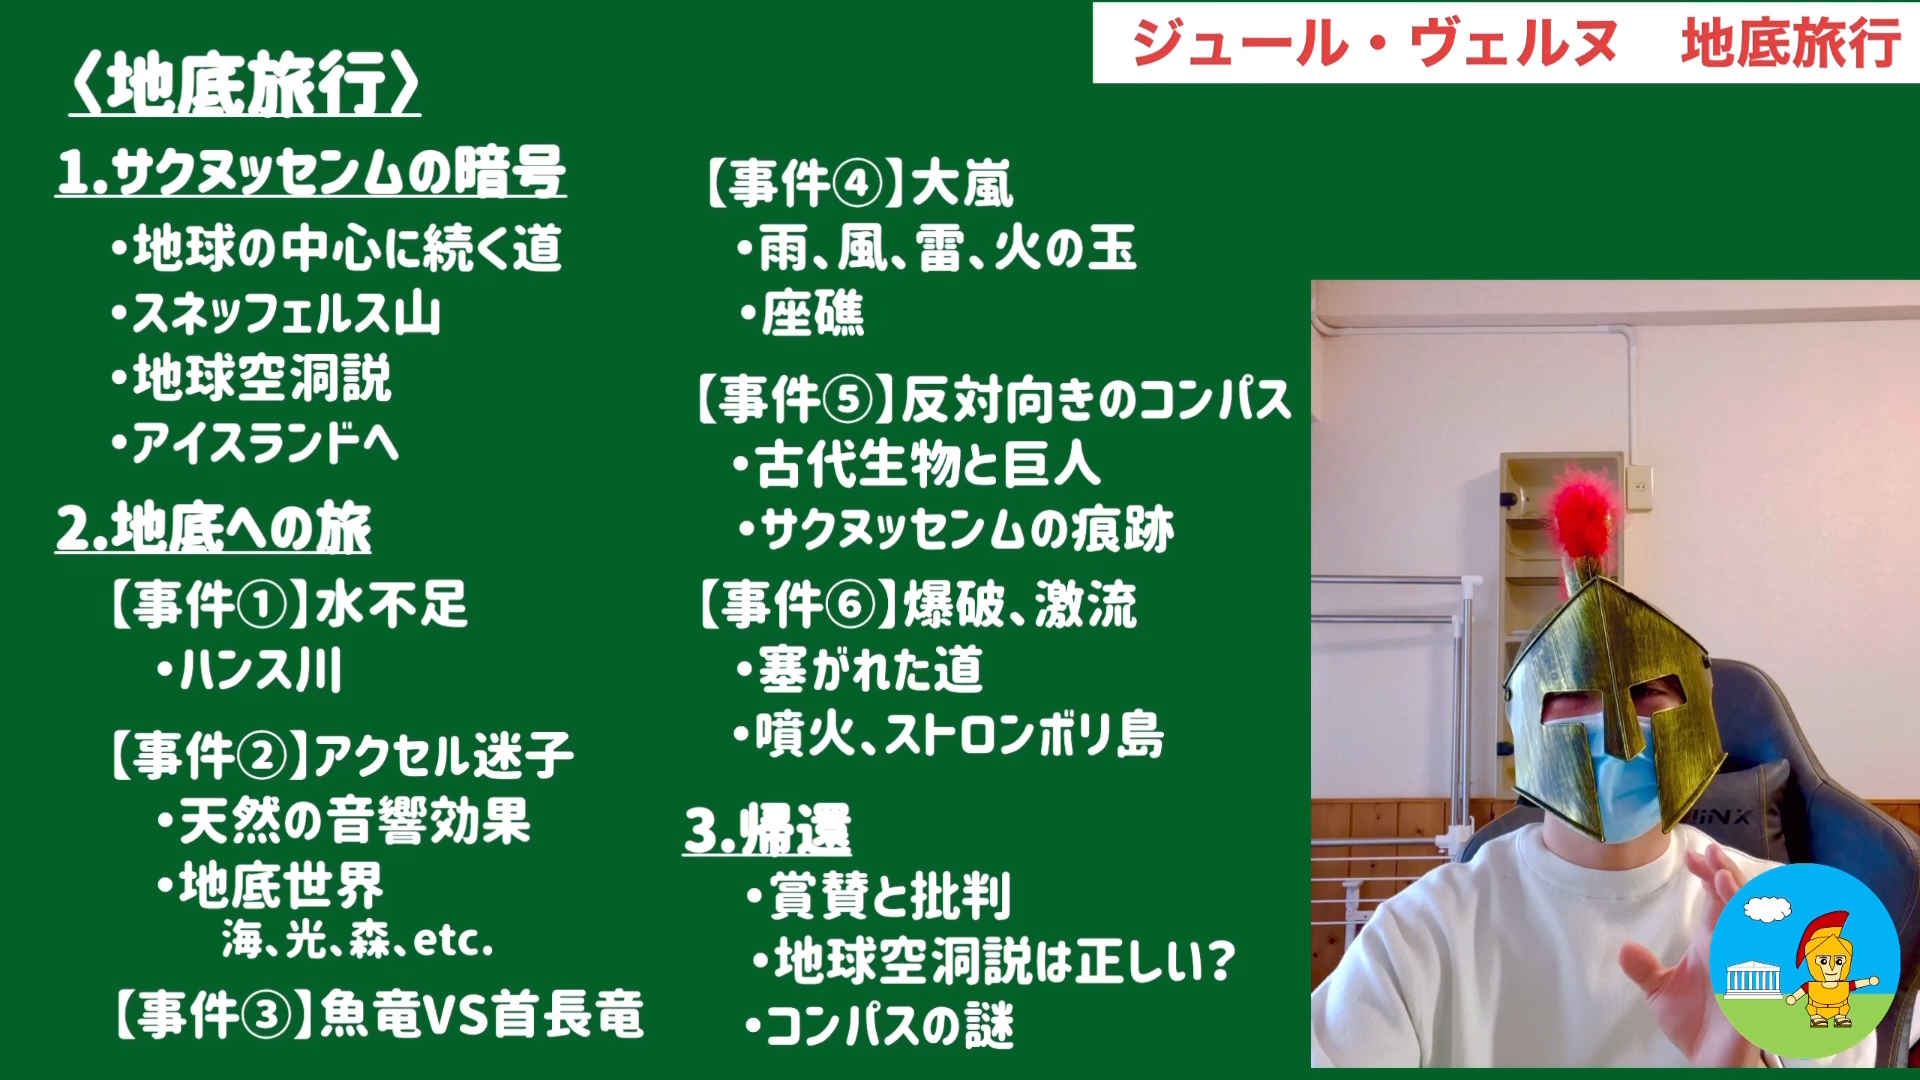 ジュール・ヴェルヌ　地底旅行
〈地底旅行〉
1.サクヌッセンムの暗号
・地球の中心に続く道
・スネッフェルス山
・地球空洞説
・アイスランドへ
2.地底への旅
【事件①】水不足
・ハンス川
【事件②】アクセル迷子
・天然の音響効果
・地底世界
海、光、森、etc.
【事件③】魚竜VS首長竜
【事件④】大嵐
・雨、風、雷、火の玉
・座礁
【事件⑤】反対向きのコンパス
・古代生物と巨人
・サクヌッセンムの痕跡
【事件⑥】爆破、激流
・塞がれた道
・噴火、ストロンボリ島
3.帰還
・賞賛と批判
・地球空洞説は正しい?
・コンパスの謎